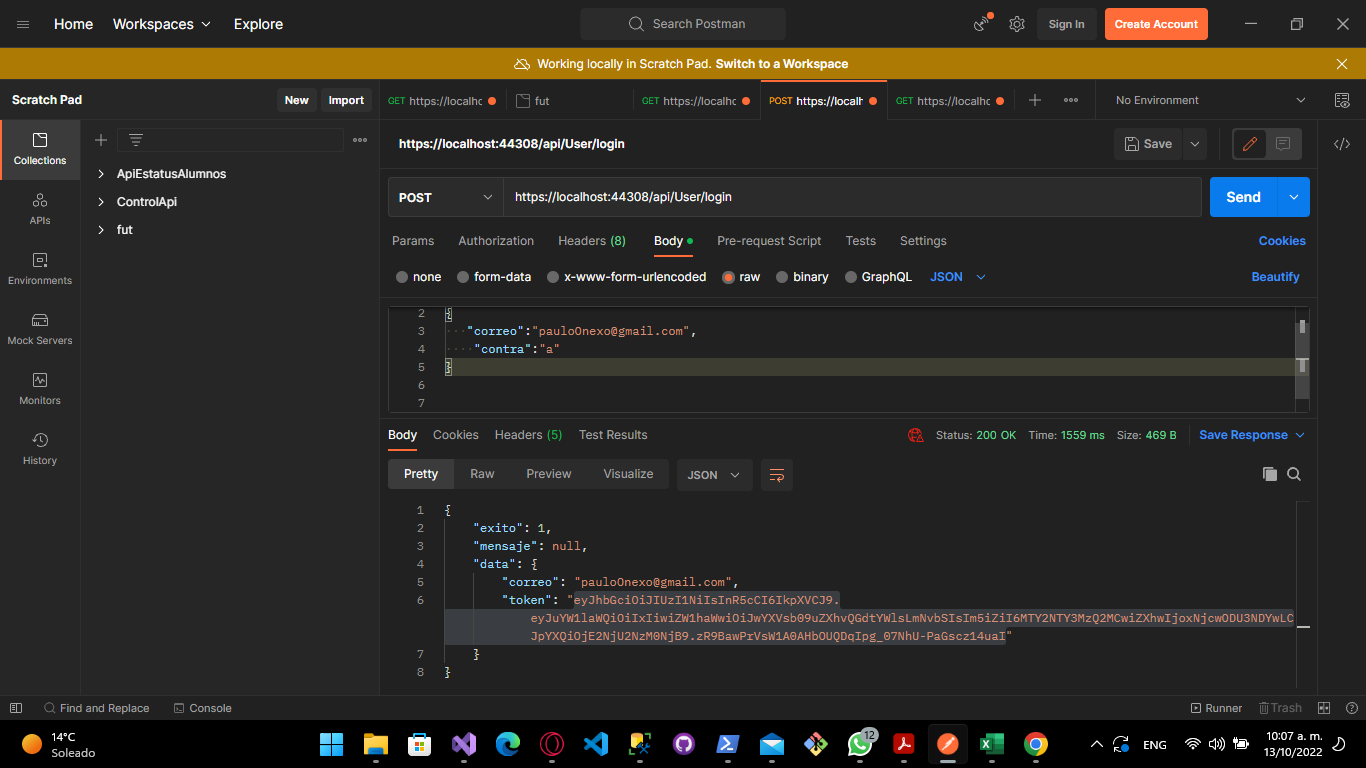 Home Workspaces Explore Search Postman Sign In Create Account
Working locally in Scratch Pad. Switch to a Workspace
Scratch Pad New Import GET https://localhc fut GET https://localhc POST https://localh GET https://localhc No Environment
Collections
APIs
Environments
Mock Servers
Monitors
History
ApiEstatusAlumnos
ControlApi
fut
https://localhost:44308/api/User/login Save
POST https://localhost:44308/api/User/login Send
Params Authorization Headers (8) Body Pre-request Script Tests Settings Cookies
none form-data x-www-form-urlencoded raw binary GraphQL JSON Beautify
2 {
3 "correo":"paulo0nexo@gmail.com",
4 "contra":"a"
5 }
6
7
Body Cookies Headers (5) Test Results Status: 200 OK Time: 1559 ms Size: 469 B Save Response
Pretty Raw Preview Visualize JSON
1 {
2 "exito": 1,
3 "mensaje": null,
4 "data": {
5 "correo": "paulo0nexo@gmail.com",
6 "token": "eyJhbGciOiJIUzI1NiIsInR5cCI6IkpXVCJ9.
eyJuYW1laWQiOiIxIiwiZW1haWwiOiJwYXVsb09uZXhvQGdtYWlsLmNvbSIsIm5iZiI6MTY2NTY3MzQ2MCwiZXhwIjoxNjcwODU3NDYwLC
JpYXQiOjE2NjU2NzM0NjB9.zR9BawPrVsW1A0AHbOUQDqIpg_07NhU-PaGscz14uaI"
7 }
8 }
Find and Replace Console Runner Trash
14°C
Soleado
12
ENG
10:07 a. m.
13/10/2022